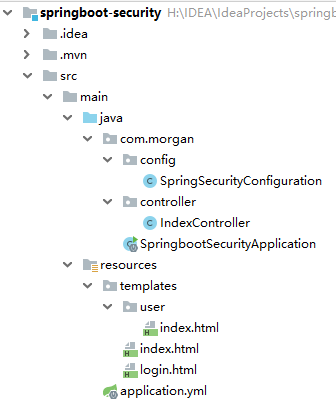 springboot-security H:\IDEA\IdeaProjects\springb
.idea
.mvn
src
main
java
com.morgan
config
SpringSecurityConfiguration
controller
IndexController
SpringbootSecurityApplication
resources
templates
user
index.html
index.html
login.html
application.yml